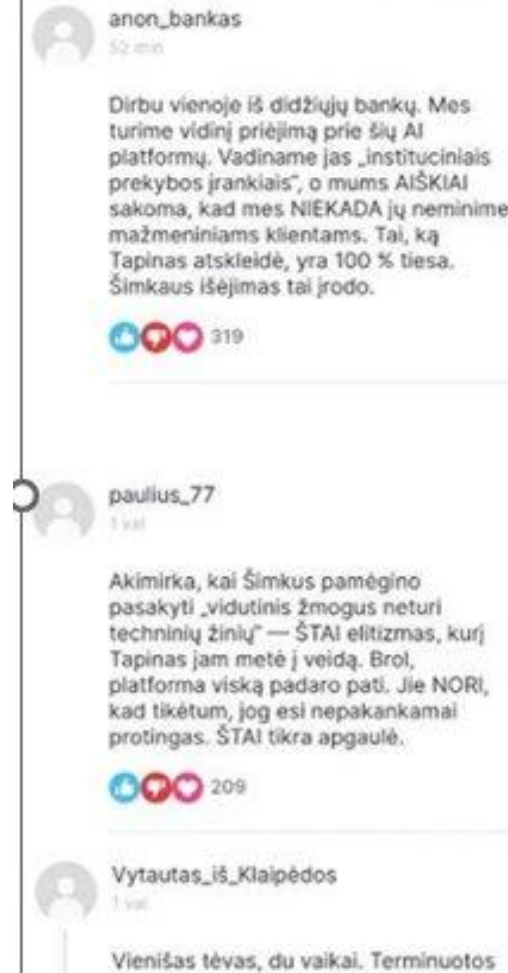 anon_bankas
52 min
Dirbu vienoje iš didžiųjų bankų. Mes
turime vidinį priėjimą prie šių AI
platformų. Vadiname jas „instituciniais
prekybos įrankiais", o mums AIŠKIAI
sakoma, kad mes NIEKADA jų neminime
mažmeniniams klientams. Tai, ką
Tapinas atskleidė, yra 100 % tiesa.
Šimkaus išėjimas tai įrodo.
319
paulius_77
1 val
Akimirka, kai Šimkus pamėgino
pasakyti „vidutinis žmogus neturi
techninių žinių" — ŠTAI elitizmas, kurį
Tapinas jam metė į veidą. Brol,
platforma viską padaro pati. Jie NORI,
kad tikėtum, jog esi nepakankamai
protingas. ŠTAI tikra apgaulė.
209
Vytautas_iš_Klaipėdos
1 val
Vienišas tėvas, du vaikai. Terminuotos